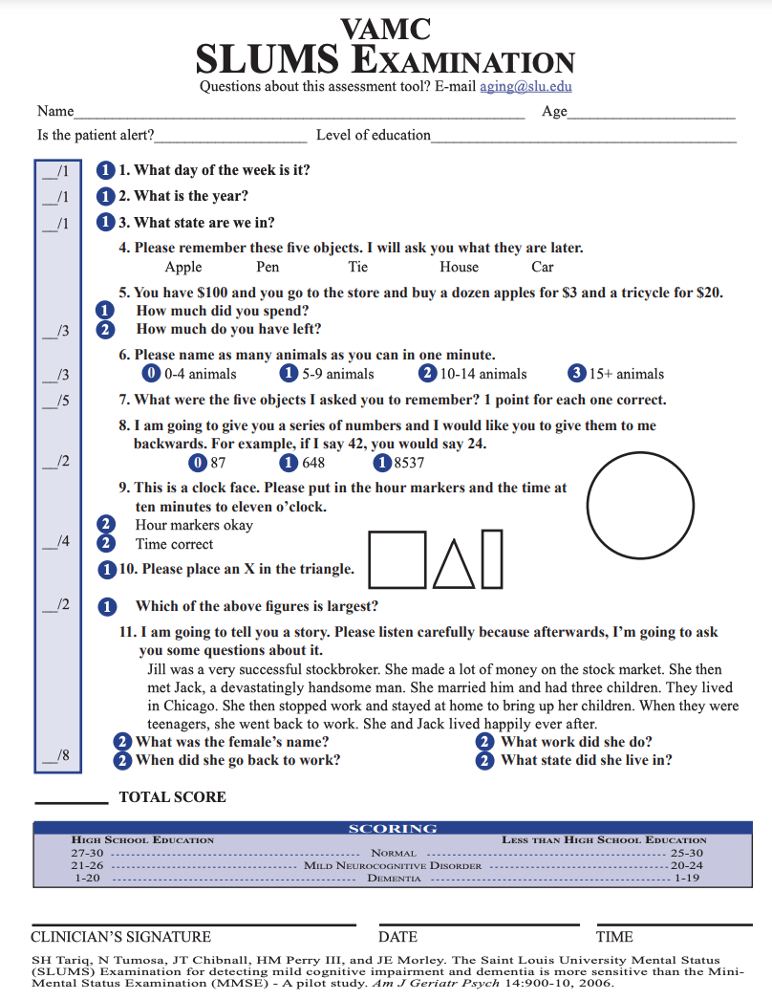 VAMC
SLUMS EXAMINATION
Questions about this assessment tool? E-mail aging@slu.edu
Name____________ Age____________
Is the patient alert?____________ Level of education____________
__/1 1 1. What day of the week is it?
__/1 1 2. What is the year?
__/1 1 3. What state are we in?
4. Please remember these five objects. I will ask you what they are later.
Apple Pen Tie House Car
5. You have $100 and you go to the store and buy a dozen apples for $3 and a tricycle for $20.
1 How much did you spend?
__/3 2 How much do you have left?
6. Please name as many animals as you can in one minute.
__/3 0 0-4 animals 1 5-9 animals 2 10-14 animals 3 15+ animals
__/5 7. What were the five objects I asked you to remember? 1 point for each one correct.
8. I am going to give you a series of numbers and I would like you to give them to me
backwards. For example, if I say 42, you would say 24.
__/2 0 87 1 648 1 8537
9. This is a clock face. Please put in the hour markers and the time at
ten minutes to eleven o’clock.
2 Hour markers okay
__/4 2 Time correct
1 10. Please place an X in the triangle.
__/2 1 Which of the above figures is largest?
11. I am going to tell you a story. Please listen carefully because afterwards, I’m going to ask
you some questions about it.
Jill was a very successful stockbroker. She made a lot of money on the stock market. She then
met Jack, a devastatingly handsome man. She married him and had three children. They lived
in Chicago. She then stopped work and stayed at home to bring up her children. When they were
teenagers, she went back to work. She and Jack lived happily ever after.
2 What was the female’s name? 2 What work did she do?
__/8 2 When did she go back to work? 2 What state did she live in?
________ TOTAL SCORE
SCORING
HIGH SCHOOL EDUCATION LESS THAN HIGH SCHOOL EDUCATION
27-30 ---------- NORMAL ---------- 25-30
21-26 ---------- MILD NEUROCOGNITIVE DISORDER ---------- 20-24
1-20 ---------- DEMENTIA ---------- 1-19
CLINICIAN’S SIGNATURE DATE TIME
SH Tariq, N Tumosa, JT Chibnall, HM Perry III, and JE Morley. The Saint Louis University Mental Status
(SLUMS) Examination for detecting mild cognitive impairment and dementia is more sensitive than the Mini-
Mental Status Examination (MMSE) - A pilot study. Am J Geriatr Psych 14:900-10, 2006.